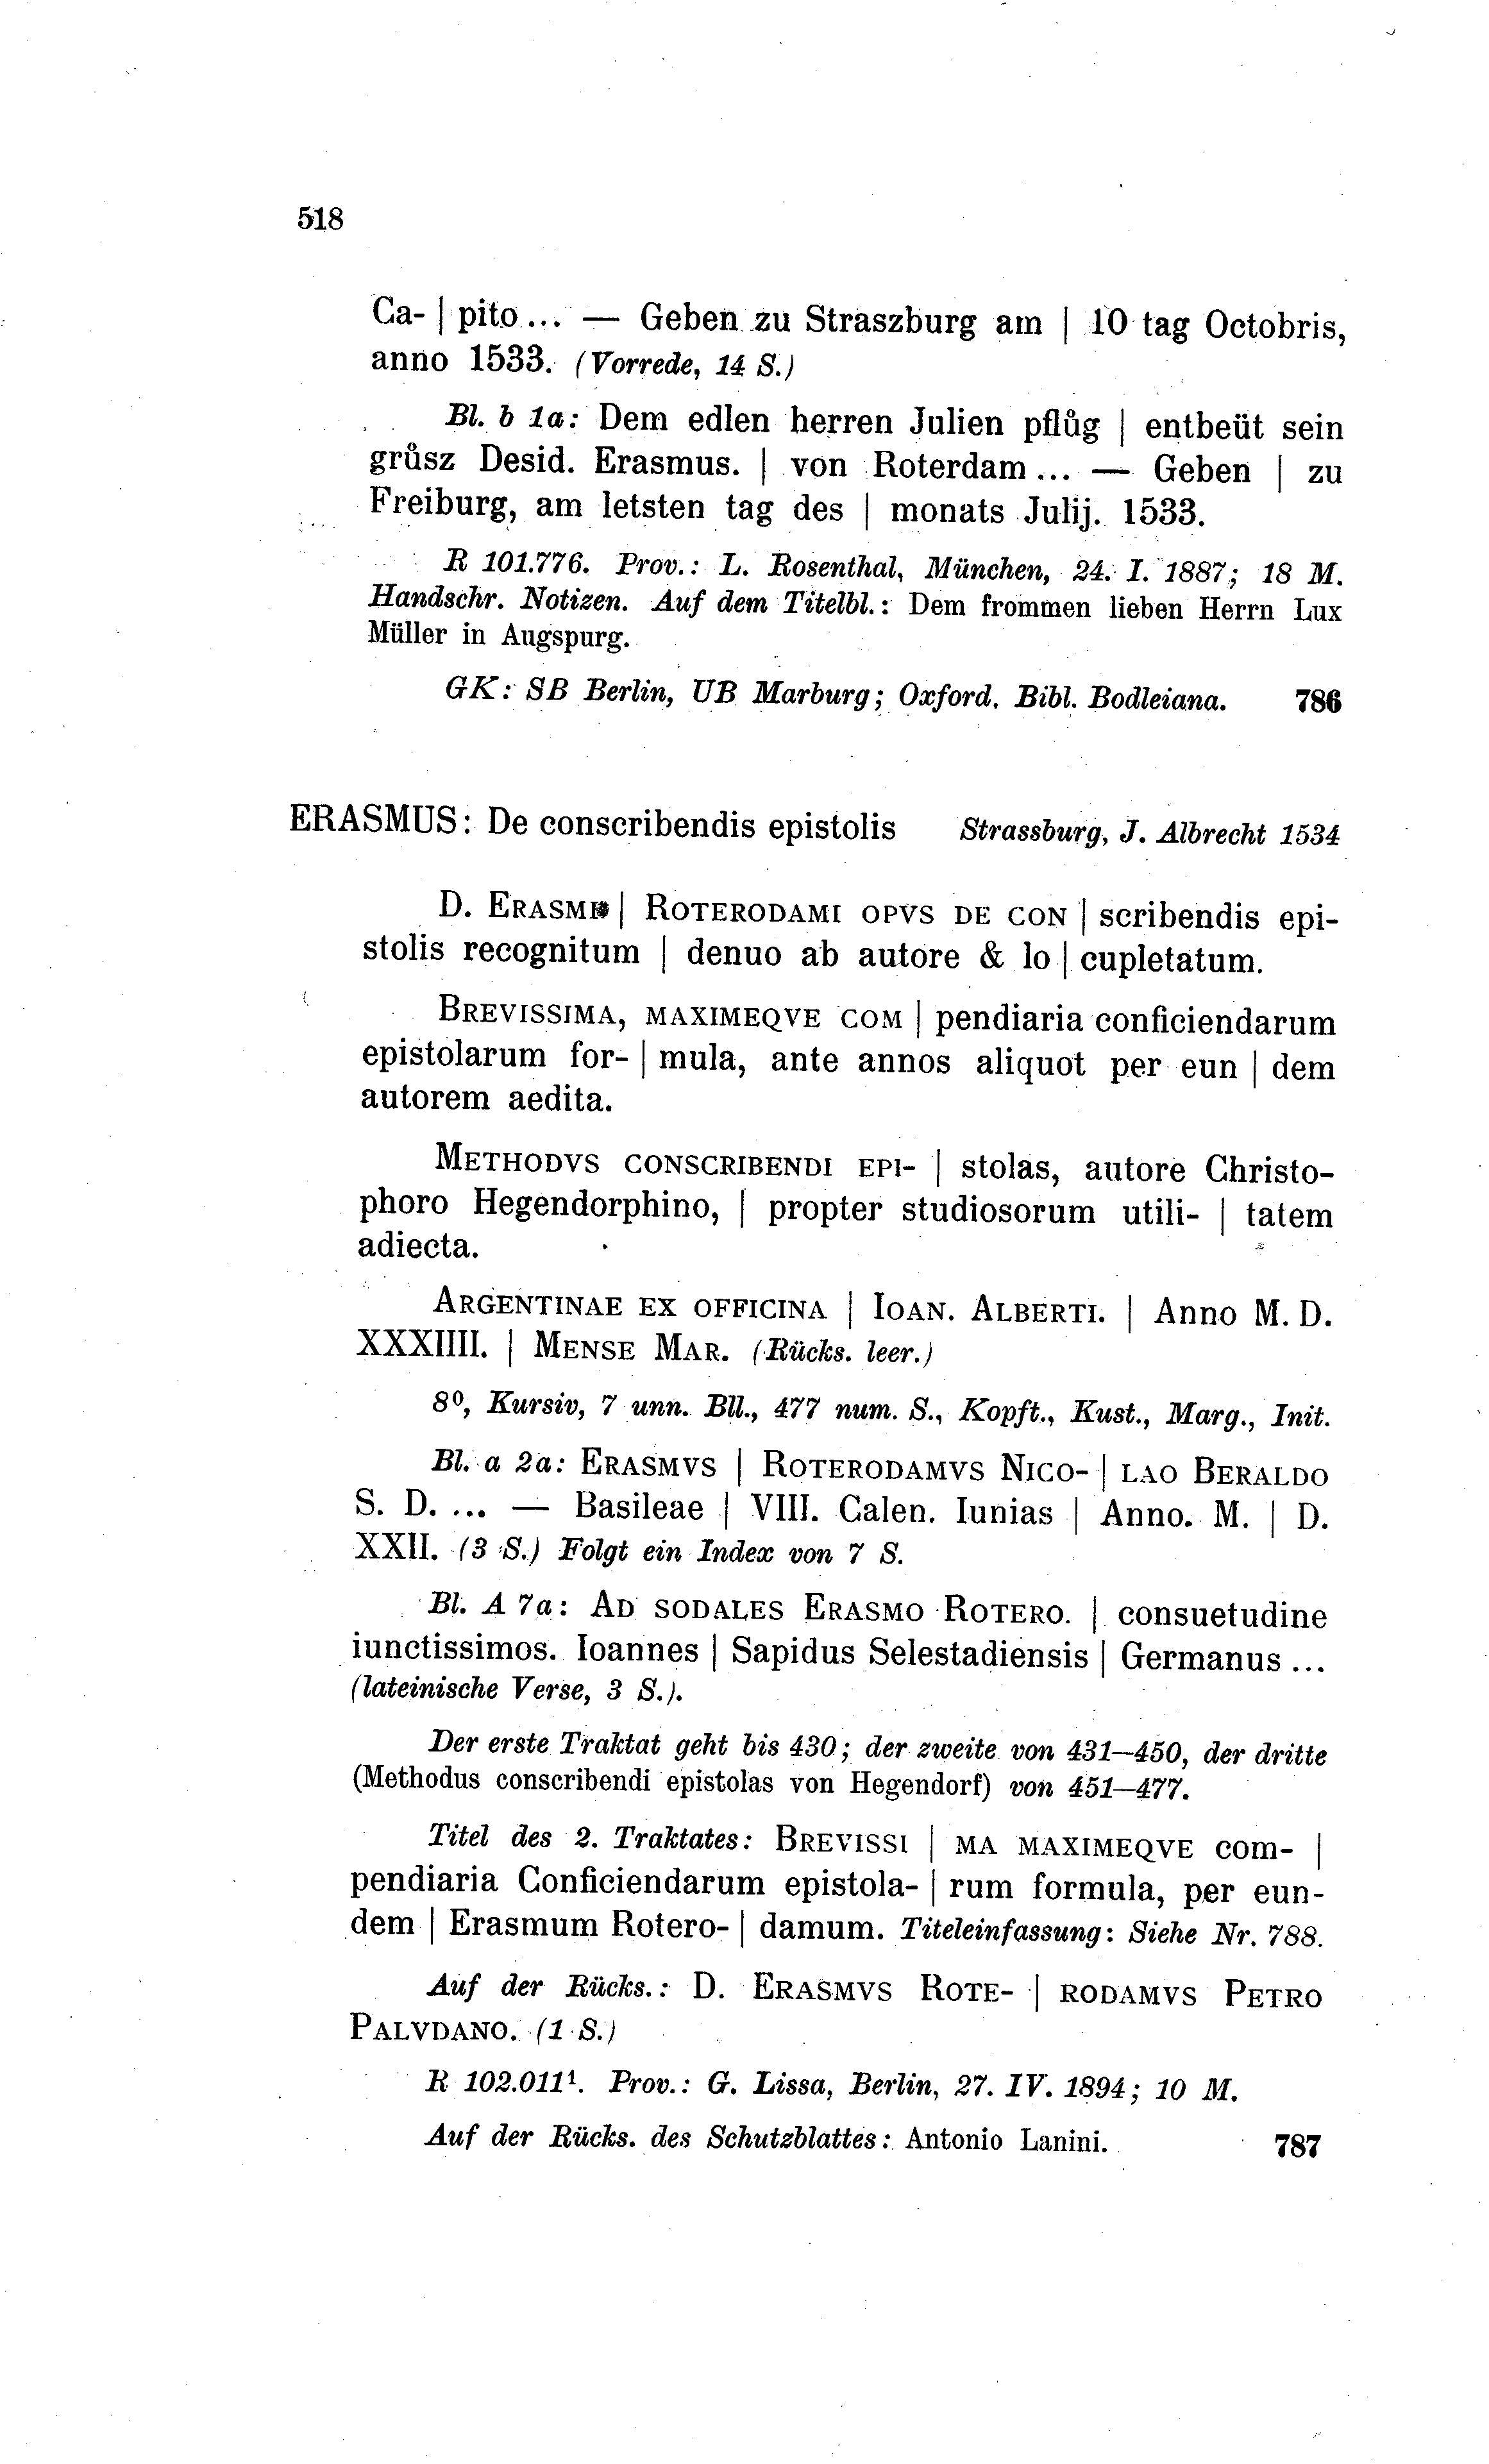 518
Ca- | pito... — Geben zu Straszburg am | 10 tag Octobris,
anno 1533. (Vorrede, 14 S.)
Bl. b 1a: Dem edlen herren Julien pflůg | entbeüt sein
grůsz Desid. Erasmus. | von Roterdam ... — Geben | zu
Freiburg, am letsten tag des | monats Julij. 1533.
R 101.776. Prov.: L. Rosenthal, München, 24. I. 1887; 18 M.
Handschr. Notizen. Auf dem Titelbl.: Dem frommen lieben Herrn Lux
Müller in Augspurg.
GK: SB Berlin, UB Marburg; Oxford. Bibl. Bodleiana. 786
ERASMUS: De conscribendis epistolis Strassburg, J. Albrecht 1534
D. ERASMI | ROTERODAMI OPVS DE CON | scribendis epi-
stolis recognitum | denuo ab autore & lo | cupletatum.
BREVISSIMA, MAXIMEQVE COM | pendiaria conficiendarum
epistolarum for- | mula, ante annos aliquot per eun | dem
autorem aedita.
METHODVS CONSCRIBENDI EPI- | stolas, autore Christo-
phoro Hegendorphino, | propter studiosorum utili- | tatem
adiecta.
ARGENTINAE EX OFFICINA | IOAN. ALBERTI. | Anno M. D.
XXXIIII. | MENSE MAR. (Rücks. leer.)
8⁰, Kursiv, 7 unn. Bll., 477 num. S., Kopft., Kust., Marg., Init.
Bl. a 2a: ERASMVS | ROTERODAMVS NICO- | LAO BERALDO
S. D. ... — Basileae | VIII. Calen. Iunias | Anno. M. | D.
XXII. (3 S.) Folgt ein Index von 7 S.
Bl. A 7a: AD SODALES ERASMO ROTERO. | consuetudine
iunctissimos. Ioannes | Sapidus Selestadiensis | Germanus ...
(lateinische Verse, 3 S.).
Der erste Traktat geht bis 430; der zweite von 431—450, der dritte
(Methodus conscribendi epistolas von Hegendorf) von 451—477.
Titel des 2. Traktates: BREVISSI | MA MAXIMEQVE com- |
pendiaria Conficiendarum epistola- | rum formula, per eun-
dem | Erasmum Rotero- | damum. Titeleinfassung: Siehe Nr. 788.
Auf der Rücks.: D. ERASMVS ROTE- | RODAMVS PETRO
PALVDANO. (1 S.)
R 102.011¹. Prov.: G. Lissa, Berlin, 27. IV. 1894; 10 M.
Auf der Rücks. des Schutzblattes: Antonio Lanini. 787